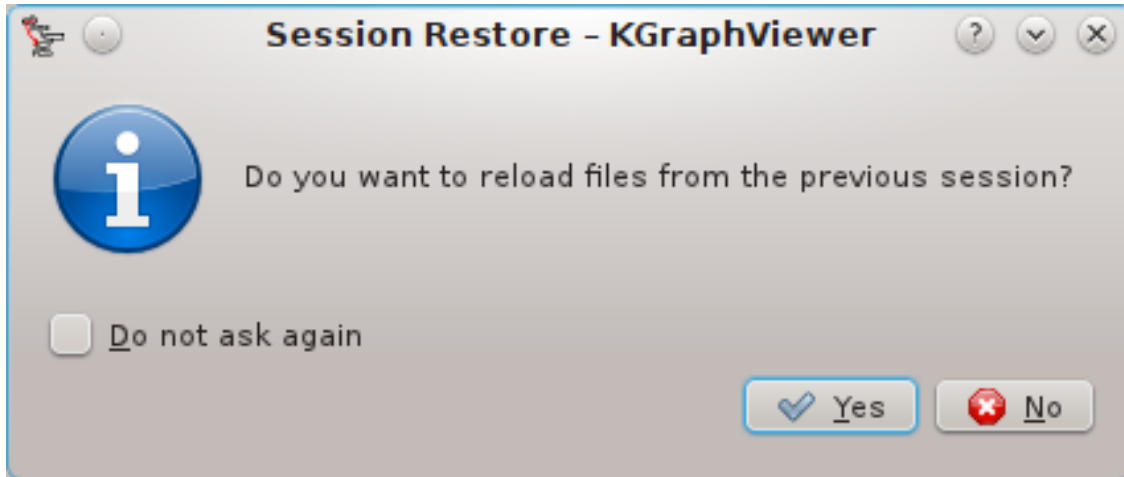 Session Restore – KGraphViewer
Do you want to reload files from the previous session?
Do not ask again
Yes
No